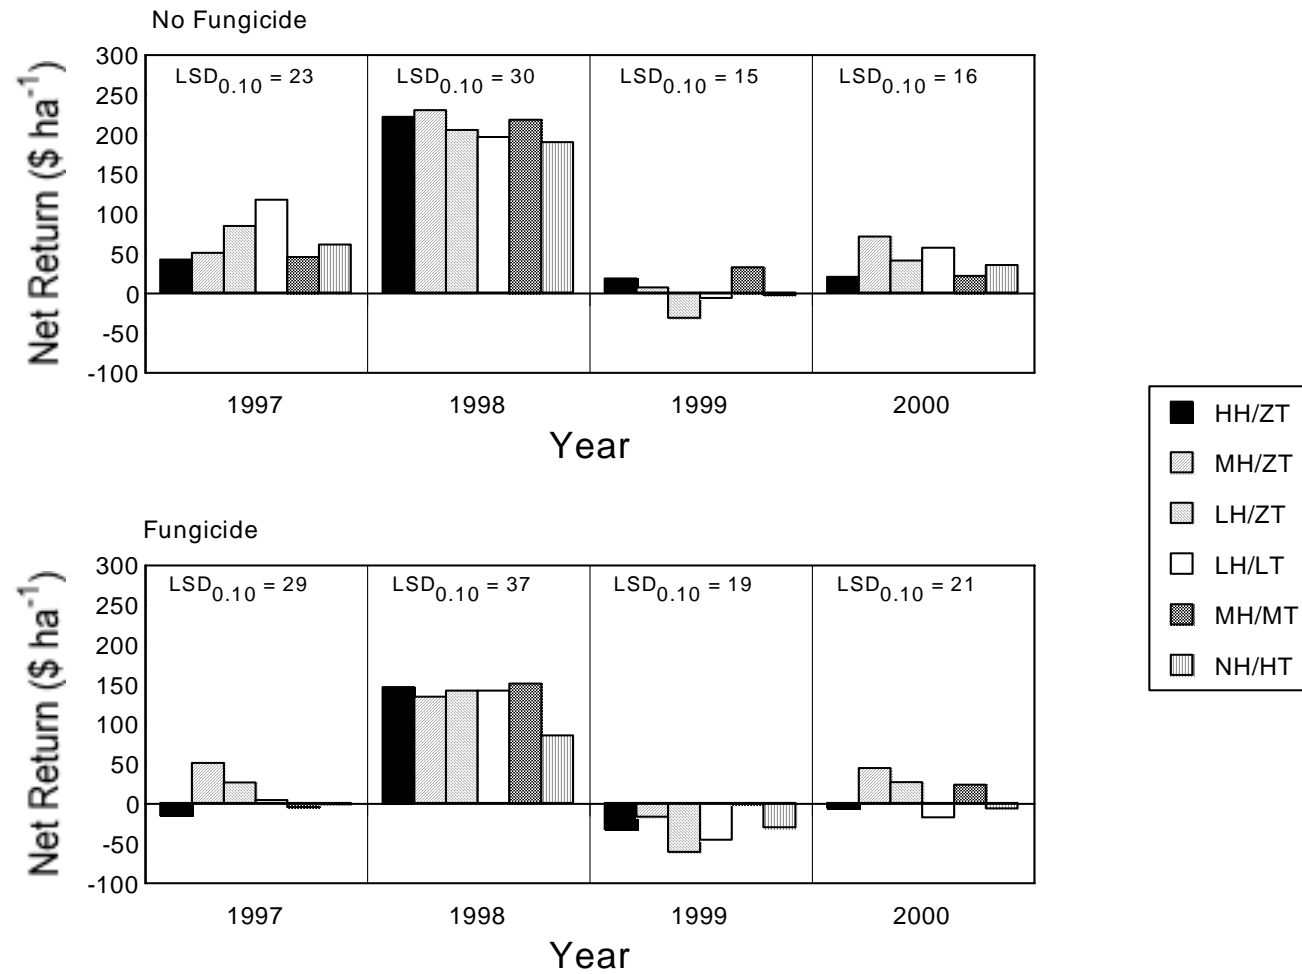 No Fungicide
Net Return ($ ha-1)
300
250
200
150
100
50
0
-50
-100
LSD0.10 = 23
LSD0.10 = 30
LSD0.10 = 15
LSD0.10 = 16
1997
1998
1999
2000
Year
HH/ZT
MH/ZT
LH/ZT
LH/LT
MH/MT
NH/HT
Fungicide
Net Return ($ ha-1)
300
250
200
150
100
50
0
-50
-100
LSD0.10 = 29
LSD0.10 = 37
LSD0.10 = 19
LSD0.10 = 21
1997
1998
1999
2000
Year